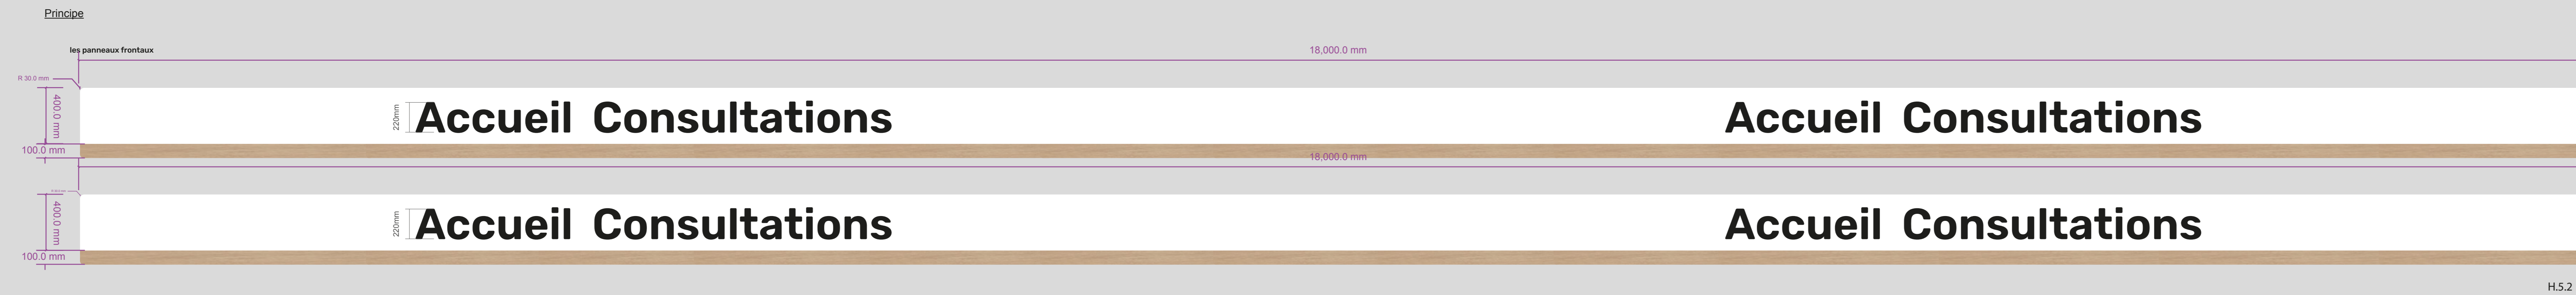 Principe
les panneaux frontaux
18,000.0 mm
R 30.0 mm
400.0 mm
220mm
Accueil Consultations
Accueil Consultations
100.0 mm
18,000.0 mm
400.0 mm
220mm
Accueil Consultations
Accueil Consultations
100.0 mm
H.5.2